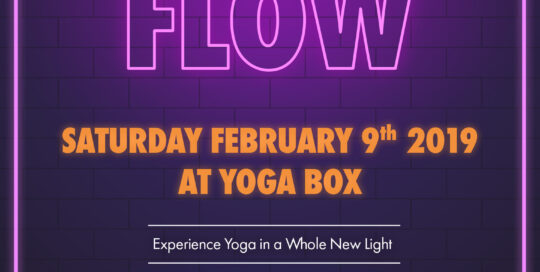 FLOW
SATURDAY FEBRUARY 9th 2019
AT YOGA BOX
Experience Yoga in a Whole New Light